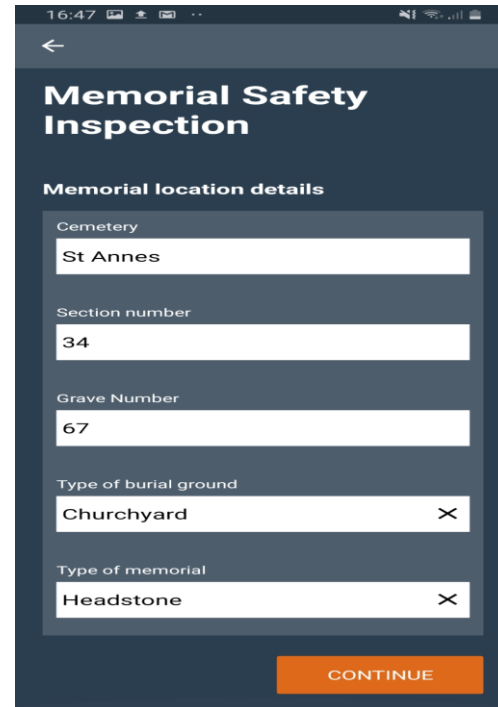 16:47
Memorial Safety
Inspection
Memorial location details
Cemetery
St Annes
Section number
34
Grave Number
67
Type of burial ground
Churchyard
Type of memorial
Headstone
CONTINUE